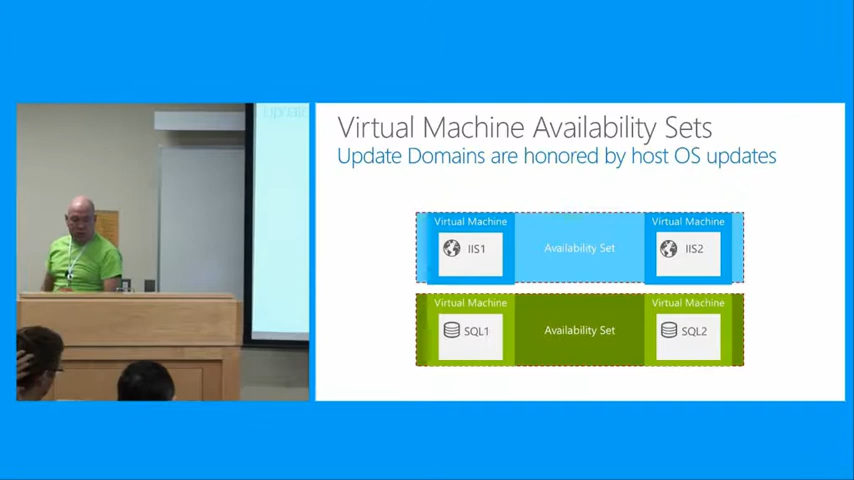 Virtual Machine Availability Sets
Update Domains are honored by host OS updates
Virtual Machine
Virtual Machine
IIS1
Availability Set
IIS2
Virtual Machine
Virtual Machine
SQL1
Availability Set
SQL2